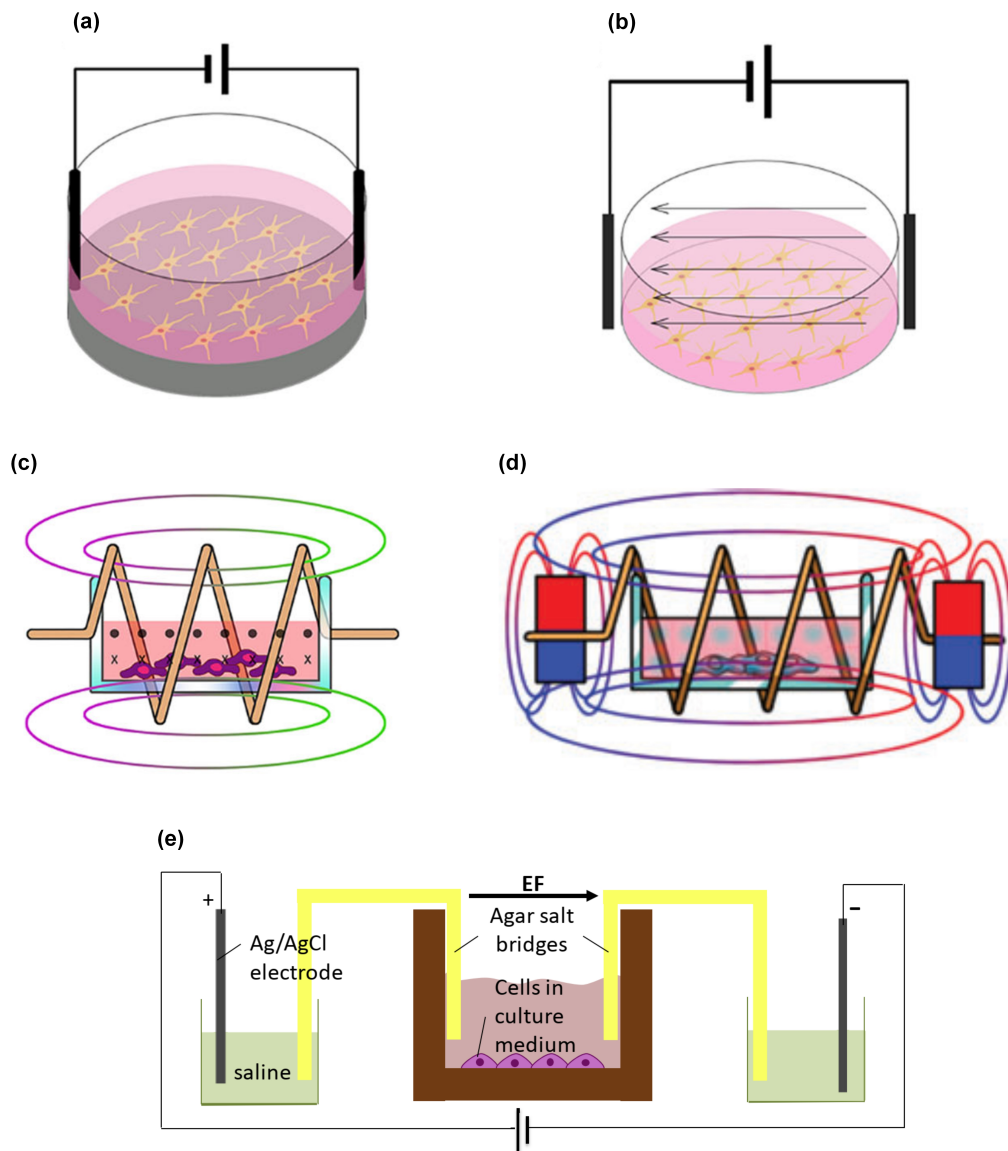 (a)
(b)
(c)
(d)
x x x x x x x
(e)
+
EF
−
Ag/AgCl
electrode
Agar salt
bridges
Cells in
culture
medium
saline